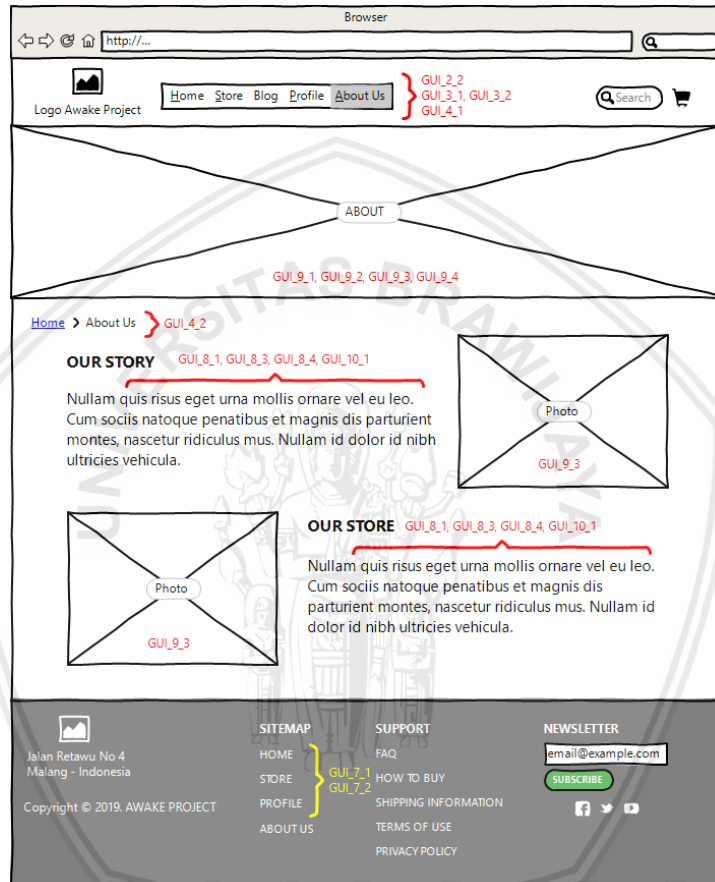 Browser
http://...
Logo Awake Project
Home Store Blog Profile About Us
GUI_2_2
GUI_3_1, GUI_3_2
GUI_4_1
Search
ABOUT
GUI_9_1, GUI_9_2, GUI_9_3, GUI_9_4
Home > About Us
GUI_4_2
OUR STORY
GUI_8_1, GUI_8_3, GUI_8_4, GUI_10_1
Nullam quis risus eget urna mollis ornare vel eu leo.
Cum sociis natoque penatibus et magnis dis parturient
montes, nascetur ridiculus mus. Nullam id dolor id nibh
ultricies vehicula.
Photo
GUI_9_3
Photo
GUI_9_3
OUR STORE
GUI_8_1, GUI_8_3, GUI_8_4, GUI_10_1
Nullam quis risus eget urna mollis ornare vel eu leo.
Cum sociis natoque penatibus et magnis dis
parturient montes, nascetur ridiculus mus. Nullam id
dolor id nibh ultricies vehicula.
UNIVERSITAS BRAWIJAYA
Jalan Retawu No 4
Malang - Indonesia
Copyright © 2019. AWAKE PROJECT
SITEMAP
HOME
STORE
PROFILE
ABOUT US
GUI_7_1
GUI_7_2
SUPPORT
FAQ
HOW TO BUY
SHIPPING INFORMATION
TERMS OF USE
PRIVACY POLICY
NEWSLETTER
email@example.com
SUBSCRIBE